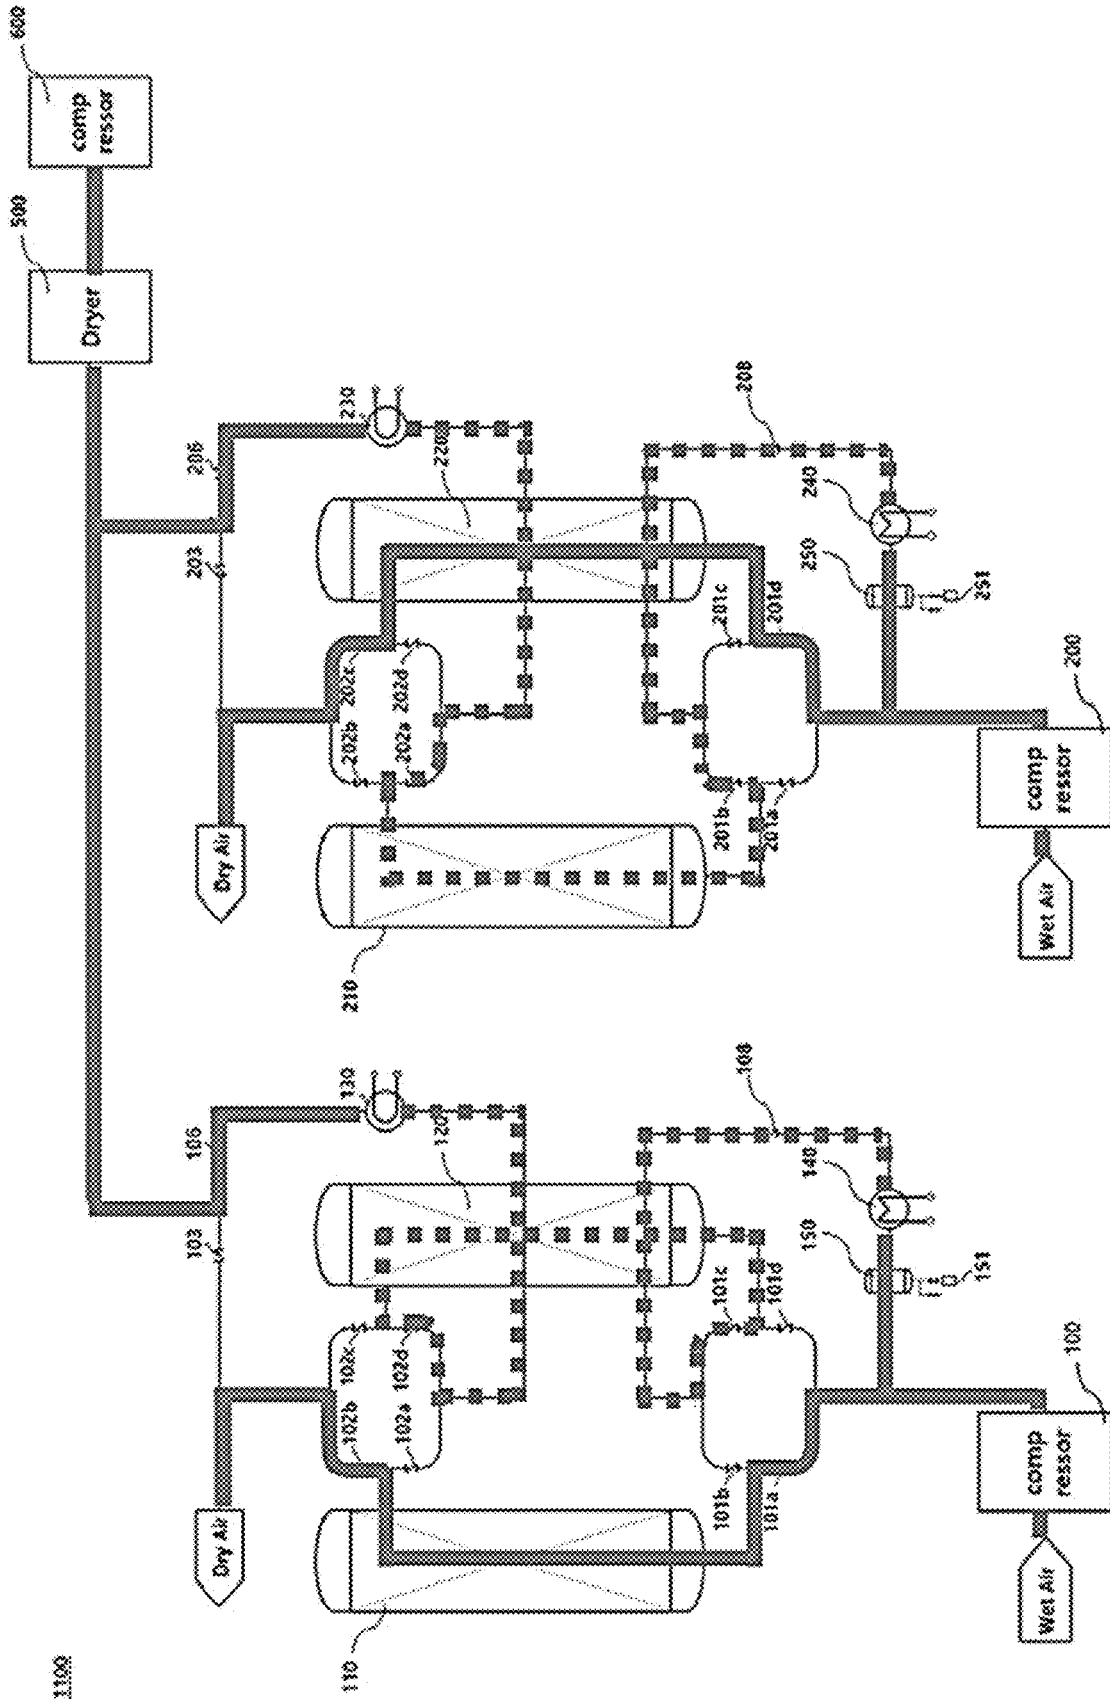 500
600
1100
Dryer
comp
ressor
103
106
203
206
Dry Air
Dry Air
110
102b
102c
130
210
202b
202c
230
102a
102d
120
202a
202d
220
101b
101c
108
201b
201c
208
101a
101d
201a
201d
150
140
250
240
151
251
Wet Air
comp
ressor
100
Wet Air
comp
ressor
200